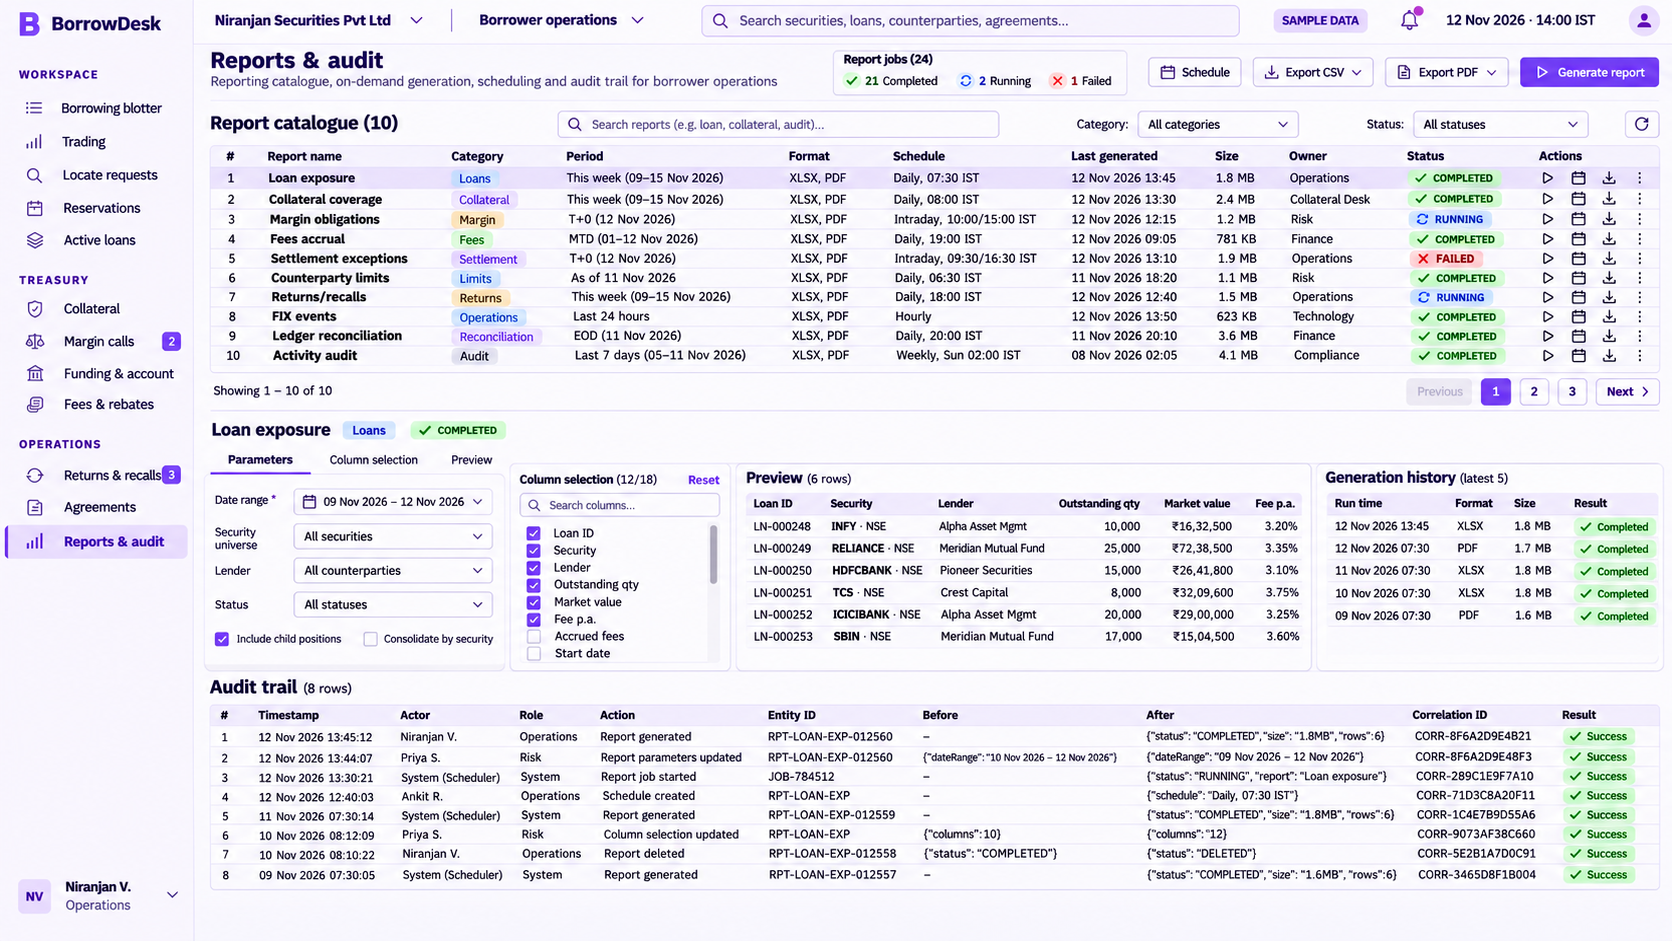 BorrowDesk
Niranjan Securities Pvt Ltd
Borrower operations
Search securities, loans, counterparties, agreements...
SAMPLE DATA
12 Nov 2026 · 14:00 IST
WORKSPACE
Borrowing blotter
Trading
Locate requests
Reservations
Active loans
TREASURY
Collateral
Margin calls 2
Funding & account
Fees & rebates
OPERATIONS
Returns & recalls 3
Agreements
Reports & audit
NV
Niranjan V.
Operations
Reports & audit
Reporting catalogue, on-demand generation, scheduling and audit trail for borrower operations
Report jobs (24)
21 Completed 2 Running 1 Failed
Schedule
Export CSV
Export PDF
Generate report
Report catalogue (10)
Search reports (e.g. loan, collateral, audit)...
Category: All categories
Status: All statuses
# Report name Category Period Format Schedule Last generated Size Owner Status Actions
1 Loan exposure Loans This week (09–15 Nov 2026) XLSX, PDF Daily, 07:30 IST 12 Nov 2026 13:45 1.8 MB Operations COMPLETED
2 Collateral coverage Collateral This week (09–15 Nov 2026) XLSX, PDF Daily, 08:00 IST 12 Nov 2026 13:30 2.4 MB Collateral Desk COMPLETED
3 Margin obligations Margin T+0 (12 Nov 2026) XLSX, PDF Intraday, 10:00/15:00 IST 12 Nov 2026 12:15 1.2 MB Risk RUNNING
4 Fees accrual Fees MTD (01–12 Nov 2026) XLSX, PDF Daily, 19:00 IST 12 Nov 2026 09:05 781 KB Finance COMPLETED
5 Settlement exceptions Settlement T+0 (12 Nov 2026) XLSX, PDF Intraday, 09:30/16:30 IST 12 Nov 2026 13:10 1.9 MB Operations FAILED
6 Counterparty limits Limits As of 11 Nov 2026 XLSX, PDF Daily, 06:30 IST 11 Nov 2026 18:20 1.1 MB Risk COMPLETED
7 Returns/recalls Returns This week (09–15 Nov 2026) XLSX, PDF Daily, 18:00 IST 12 Nov 2026 12:40 1.5 MB Operations RUNNING
8 FIX events Operations Last 24 hours XLSX, PDF Hourly 12 Nov 2026 13:50 623 KB Technology COMPLETED
9 Ledger reconciliation Reconciliation EOD (11 Nov 2026) XLSX, PDF Daily, 20:00 IST 11 Nov 2026 20:10 3.6 MB Finance COMPLETED
10 Activity audit Audit Last 7 days (05–11 Nov 2026) XLSX, PDF Weekly, Sun 02:00 IST 08 Nov 2026 02:05 4.1 MB Compliance COMPLETED
Showing 1 – 10 of 10
Previous 1 2 3 Next
Loan exposure Loans COMPLETED
Parameters Column selection Preview
Date range * 09 Nov 2026 – 12 Nov 2026
Security universe All securities
Lender All counterparties
Status All statuses
Include child positions Consolidate by security
Column selection (12/18) Reset
Search columns...
Loan ID
Security
Lender
Outstanding qty
Market value
Fee p.a.
Accrued fees
Start date
Preview (6 rows)
Loan ID Security Lender Outstanding qty Market value Fee p.a.
LN-000248 INFY · NSE Alpha Asset Mgmt 10,000 ₹16,32,500 3.20%
LN-000249 RELIANCE · NSE Meridian Mutual Fund 25,000 ₹72,38,500 3.35%
LN-000250 HDFCBANK · NSE Pioneer Securities 15,000 ₹26,41,800 3.10%
LN-000251 TCS · NSE Crest Capital 8,000 ₹32,09,600 3.75%
LN-000252 ICICIBANK · NSE Alpha Asset Mgmt 20,000 ₹29,00,000 3.25%
LN-000253 SBIN · NSE Meridian Mutual Fund 17,000 ₹15,04,500 3.60%
Generation history (latest 5)
Run time Format Size Result
12 Nov 2026 13:45 XLSX 1.8 MB Completed
12 Nov 2026 07:30 PDF 1.7 MB Completed
11 Nov 2026 07:30 XLSX 1.8 MB Completed
10 Nov 2026 07:30 XLSX 1.8 MB Completed
09 Nov 2026 07:30 PDF 1.6 MB Completed
Audit trail (8 rows)
# Timestamp Actor Role Action Entity ID Before After Correlation ID Result
1 12 Nov 2026 13:45:12 Niranjan V. Operations Report generated RPT-LOAN-EXP-012560 – {"status": "COMPLETED", "size": "1.8MB", "rows":6} CORR-8F6A2D9E4B21 Success
2 12 Nov 2026 13:44:07 Priya S. Risk Report parameters updated RPT-LOAN-EXP-012560 {"dateRange": "10 Nov 2026 – 12 Nov 2026"} {"dateRange": "09 Nov 2026 – 12 Nov 2026"} CORR-8F6A2D9E48F3 Success
3 12 Nov 2026 13:30:21 System (Scheduler) System Report job started JOB-784512 – {"status": "RUNNING", "report": "Loan exposure"} CORR-289C1E9F7A10 Success
4 12 Nov 2026 12:40:03 Ankit R. Operations Schedule created RPT-LOAN-EXP – {"schedule": "Daily, 07:30 IST"} CORR-71D3C8A20F11 Success
5 11 Nov 2026 07:30:14 System (Scheduler) System Report generated RPT-LOAN-EXP-012559 – {"status": "COMPLETED", "size": "1.8MB", "rows":6} CORR-1C4E7B9D55A6 Success
6 10 Nov 2026 08:12:09 Priya S. Risk Column selection updated RPT-LOAN-EXP {"columns":10} {"columns": "12} CORR-9073AF38C660 Success
7 10 Nov 2026 08:10:22 Niranjan V. Operations Report deleted RPT-LOAN-EXP-012558 {"status": "COMPLETED"} {"status": "DELETED"} CORR-5E2B1A7D0C91 Success
8 09 Nov 2026 07:30:05 System (Scheduler) System Report generated RPT-LOAN-EXP-012557 – {"status": "COMPLETED", "size": "1.6MB", "rows":6} CORR-3465D8F1B004 Success